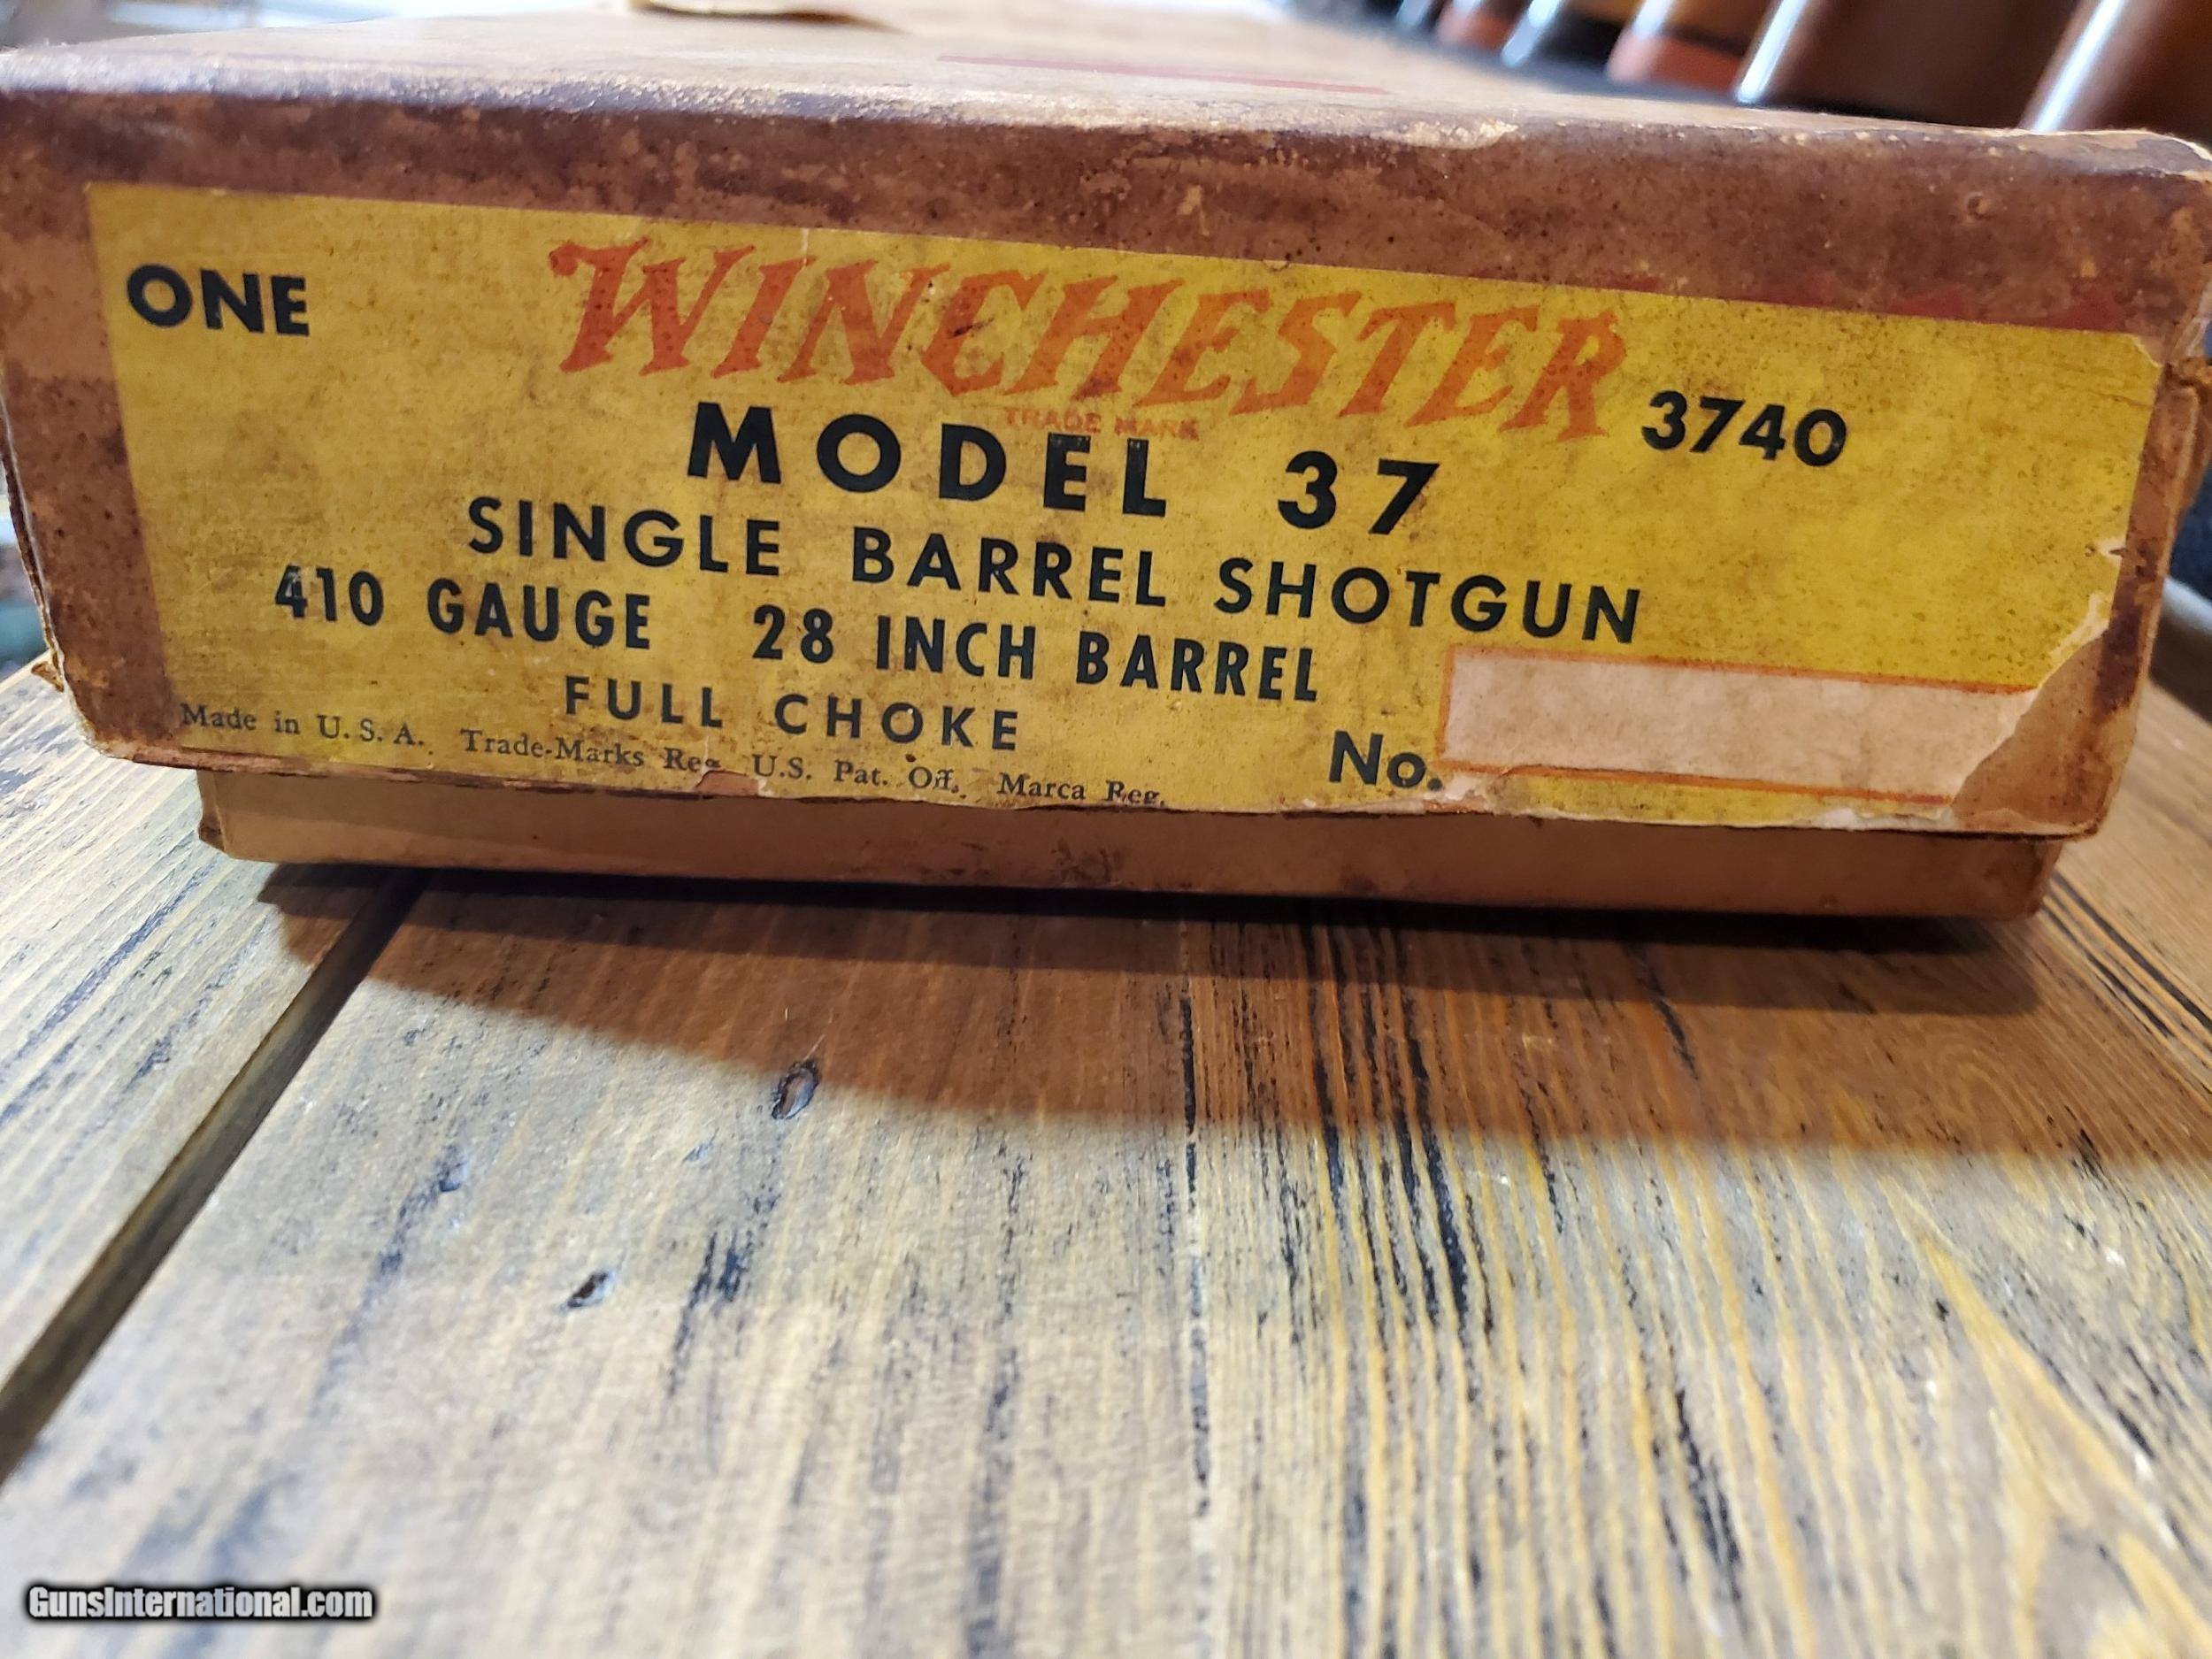 ONE
WINCHESTER
TRADE MARK
3740
MODEL 37
SINGLE BARREL SHOTGUN
410 GAUGE 28 INCH BARREL
FULL CHOKE
No.
Made in U.S.A. Trade-Marks Reg. U.S. Pat. Off. Marca Reg.
GunsInternational.com